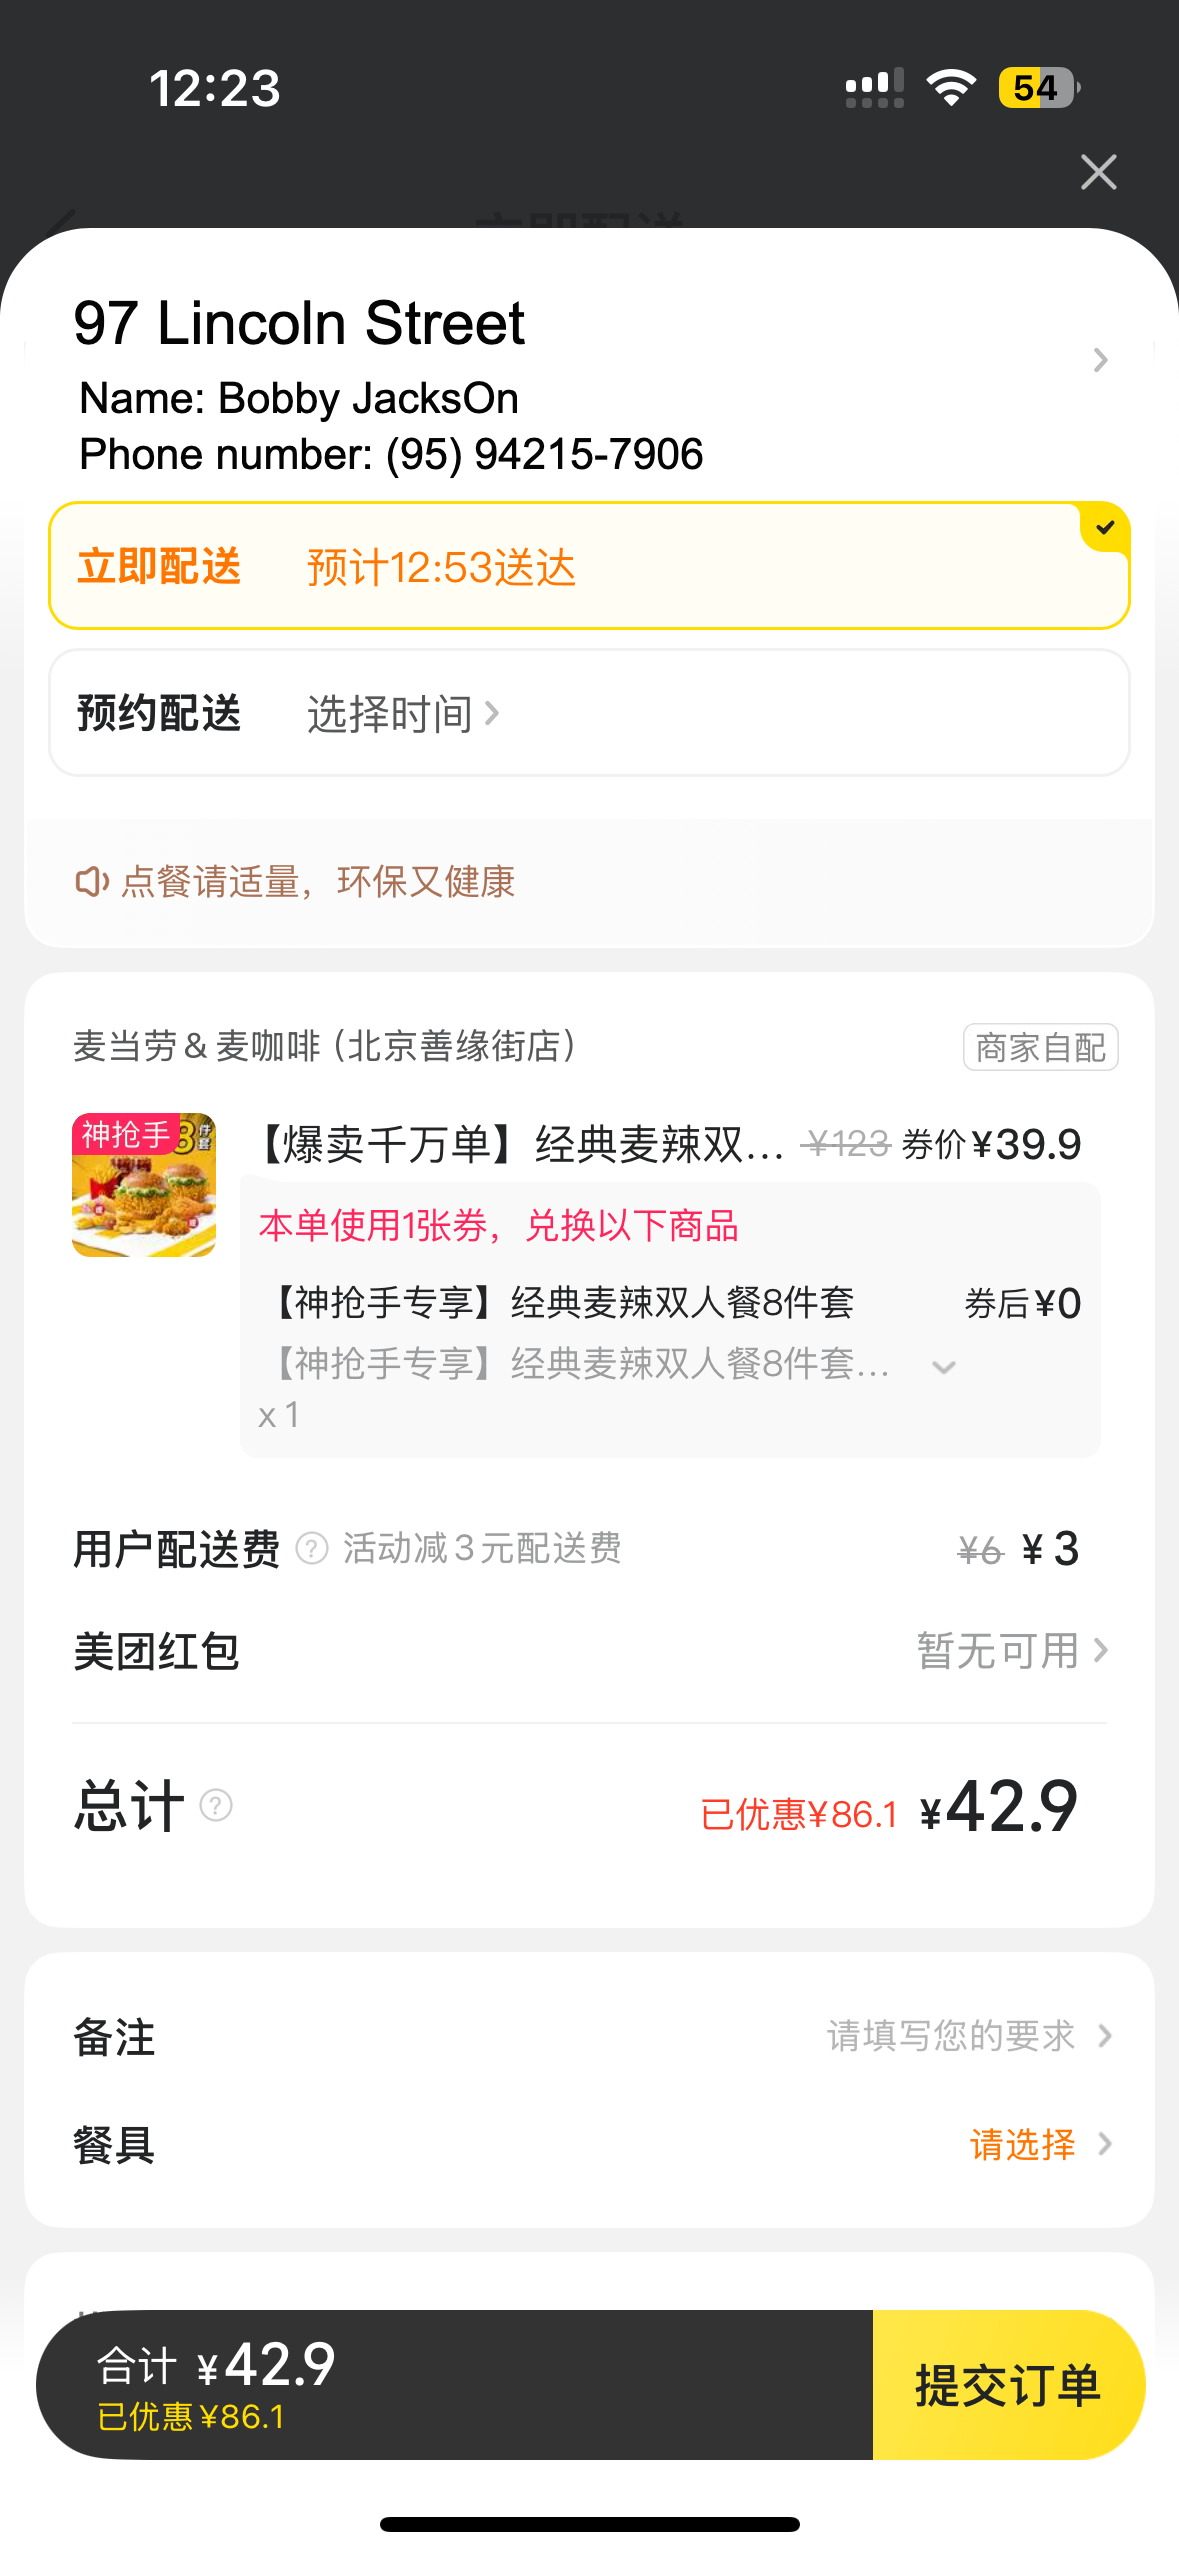 12:23
54
97 Lincoln Street
Name: Bobby JacksOn
Phone number: (95) 94215-7906
立即配送 预计12:53送达
预约配送 选择时间
点餐请适量，环保又健康
麦当劳&麦咖啡（北京善缘街店） 商家自配
神抢手
8件套
【爆卖千万单】经典麦辣双... ¥123 券价¥39.9
本单使用1张券，兑换以下商品
【神抢手专享】经典麦辣双人餐8件套 券后¥0
【神抢手专享】经典麦辣双人餐8件套...
x1
用户配送费 ? 活动减3元配送费 ¥6 ¥3
美团红包 暂无可用
总计 ? 已优惠¥86.1 ¥42.9
备注 请填写您的要求
餐具 请选择
合计 ¥42.9
已优惠¥86.1
提交订单